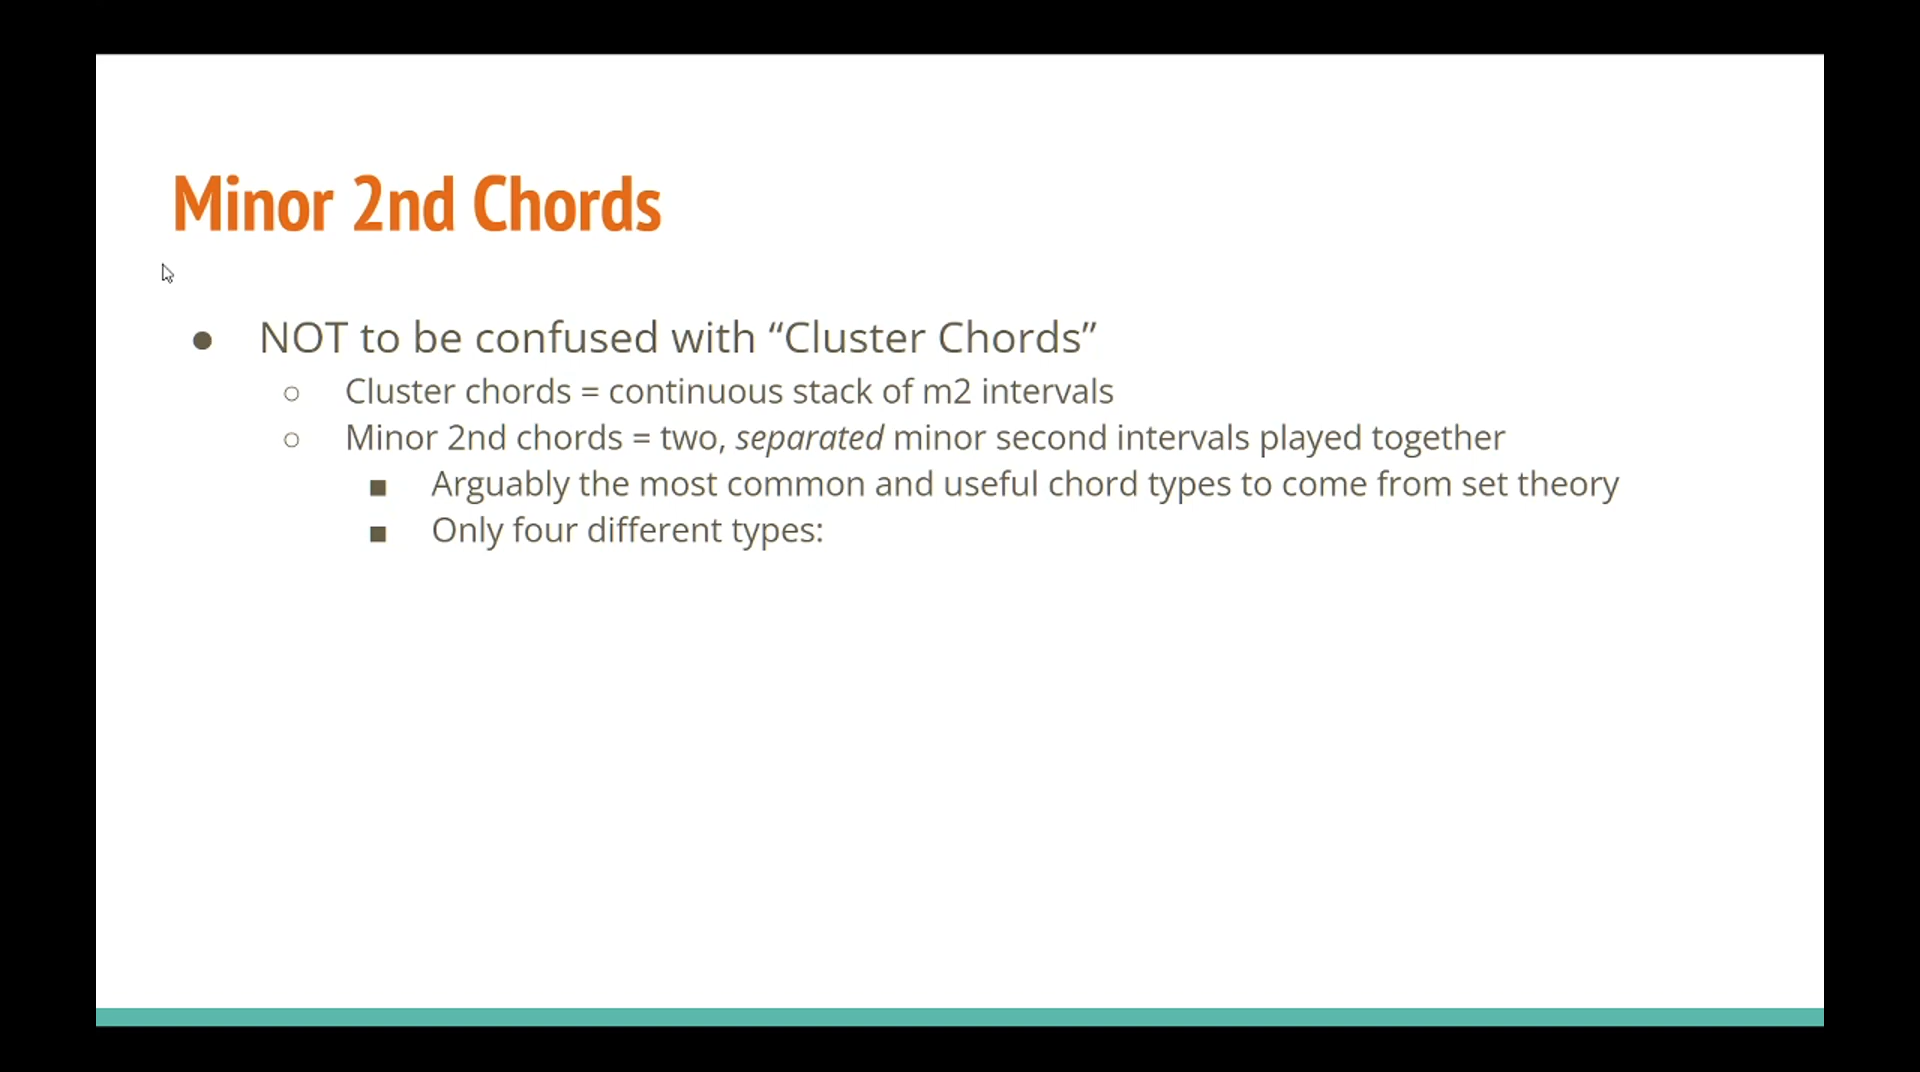 Minor 2nd Chords
● NOT to be confused with “Cluster Chords”
○ Cluster chords = continuous stack of m2 intervals
○ Minor 2nd chords = two, separated minor second intervals played together
■ Arguably the most common and useful chord types to come from set theory
■ Only four different types: